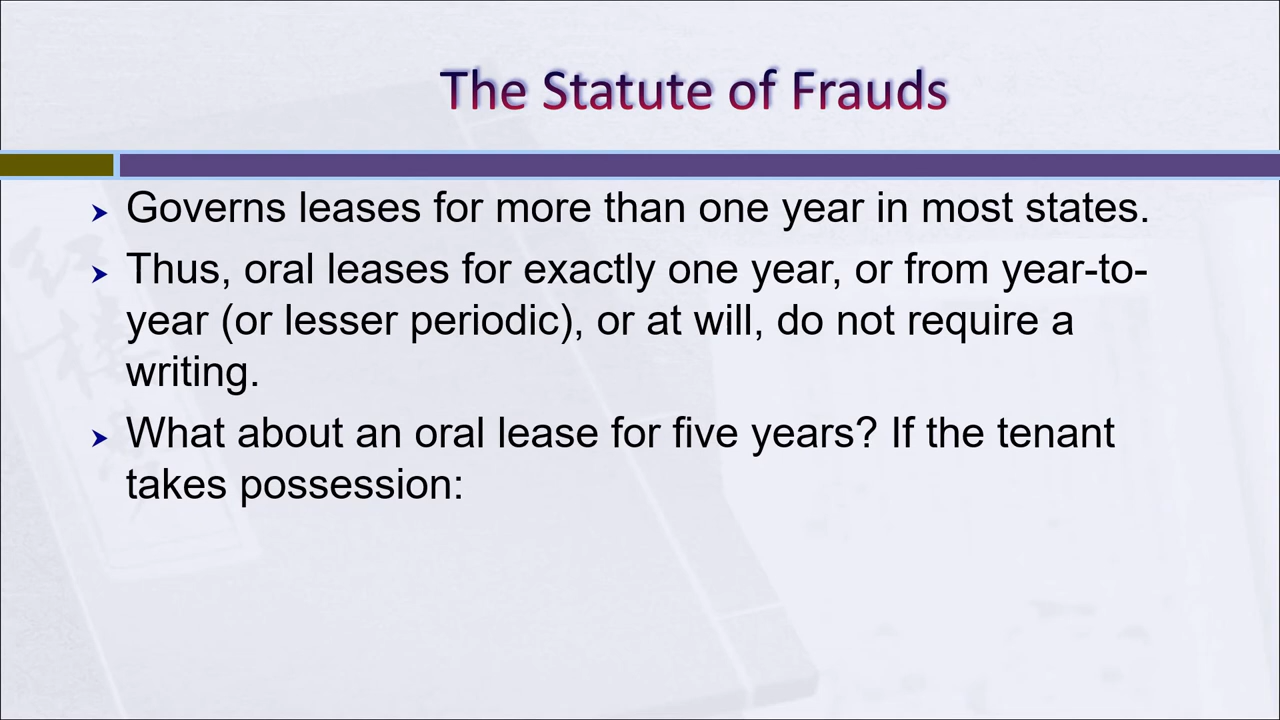 The Statute of Frauds
Governs leases for more than one year in most states.
Thus, oral leases for exactly one year, or from year-to-
year (or lesser periodic), or at will, do not require a
writing.
What about an oral lease for five years? If the tenant
takes possession: